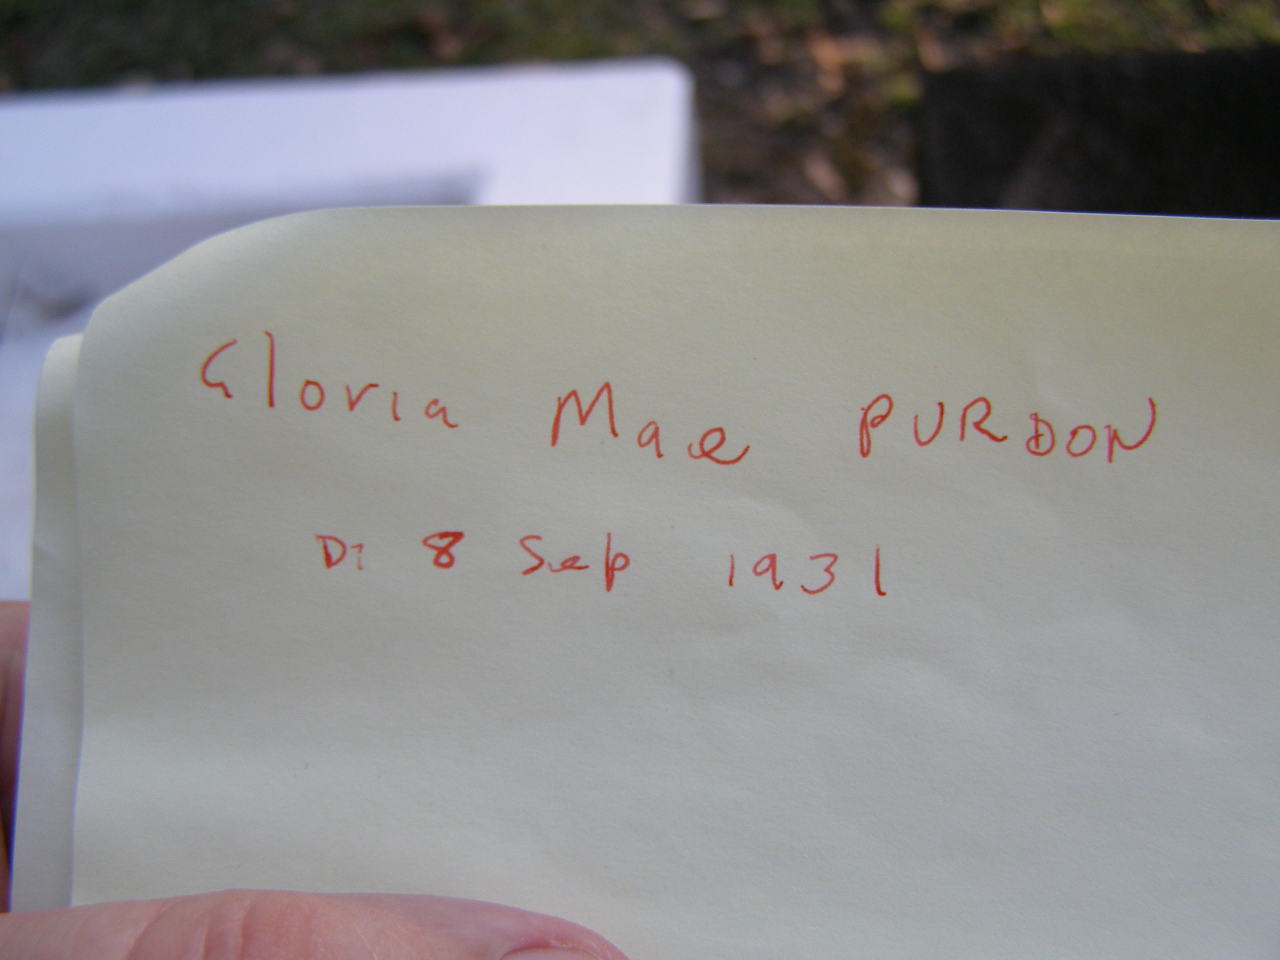 Gloria Mae PURDON
D: 8 Sep 1931